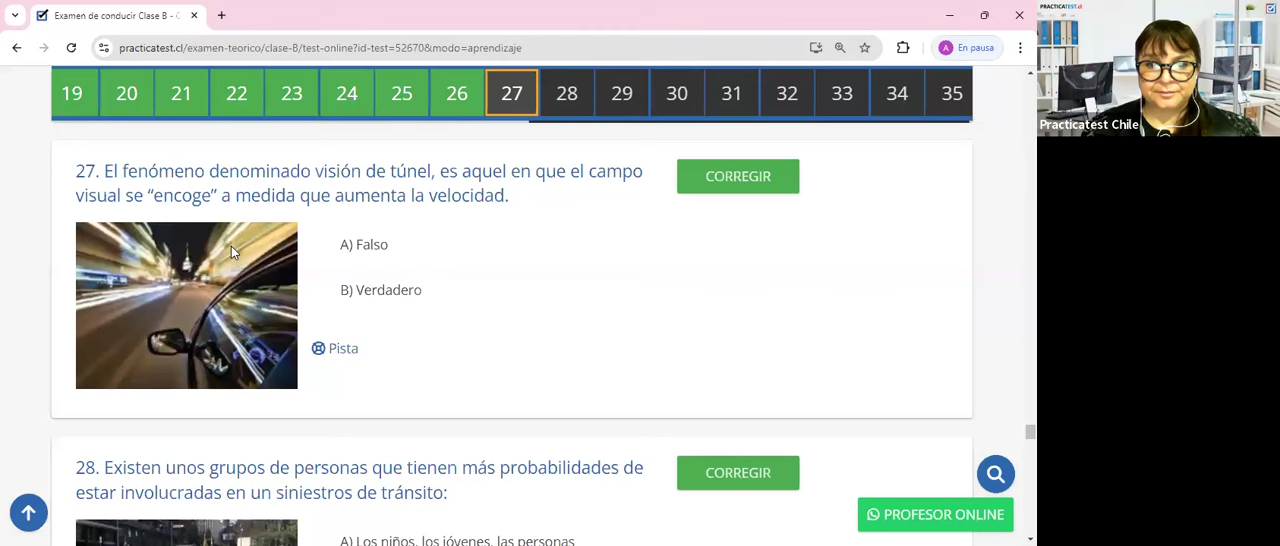 Examen de conducir Clase B - C
practicatest.cl/examen-teorico/clase-B/test-online?id-test=52670&modo=aprendizaje
A
En pausa
PRACTICATEST.cl
Practicatest Chile
19 20 21 22 23 24 25 26 27 28 29 30 31 32 33 34 35
27. El fenómeno denominado visión de túnel, es aquel en que el campo
visual se “encoge” a medida que aumenta la velocidad.
CORREGIR
A) Falso
B) Verdadero
Pista
28. Existen unos grupos de personas que tienen más probabilidades de
estar involucradas en un siniestros de tránsito:
CORREGIR
PROFESOR ONLINE
A) Los niños, los jóvenes, las personas